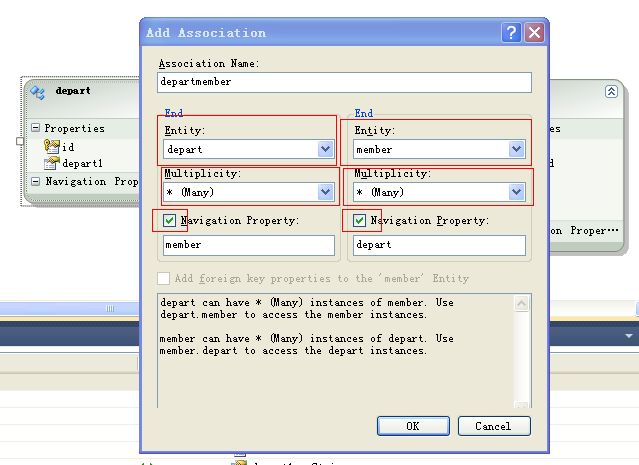 Add Association
Association Name:
departmember
depart
Properties
id
depart1
Navigation Prop
End
End
Entity:
Entity:
depart
member
Multiplicity:
Multiplicity:
* (Many)
* (Many)
Navigation Property:
Navigation Property:
member
depart
on Proper...
Add foreign key properties to the 'member' Entity
depart can have * (Many) instances of member. Use
depart.member to access the member instances.
member can have * (Many) instances of depart. Use
member.depart to access the depart instances.
OK
Cancel